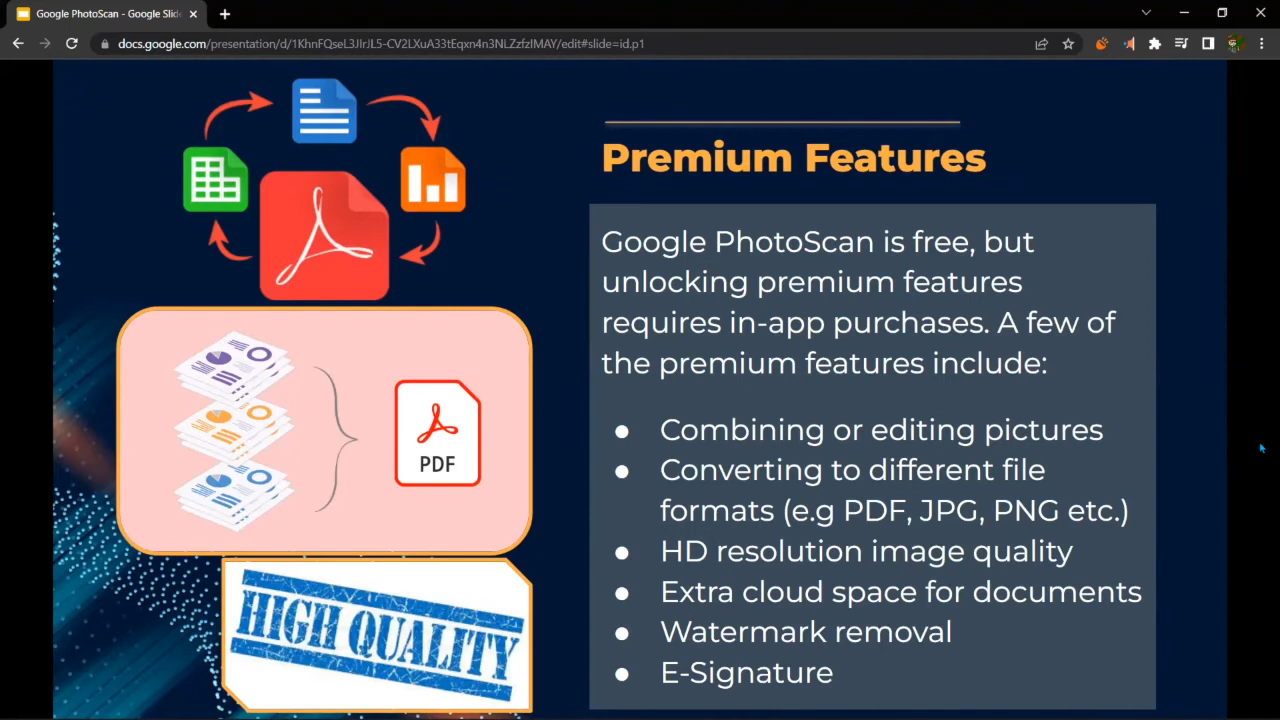 Google PhotoScan - Google Slid
docs.google.com/presentation/d/1KhnFQseL3JIrJL5-CV2LXuA33tEqxn4n3NLZzfzIMAY/edit#slide=id.p1
Premium Features
Google PhotoScan is free, but
unlocking premium features
requires in-app purchases. A few of
the premium features include:
● Combining or editing pictures
● Converting to different file
formats (e.g PDF, JPG, PNG etc.)
● HD resolution image quality
● Extra cloud space for documents
● Watermark removal
● E-Signature
PDF
HIGH QUALITY